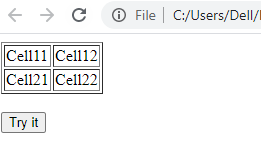 File | C:/Users/Dell/
Cell11 Cell12
Cell21 Cell22
Try it